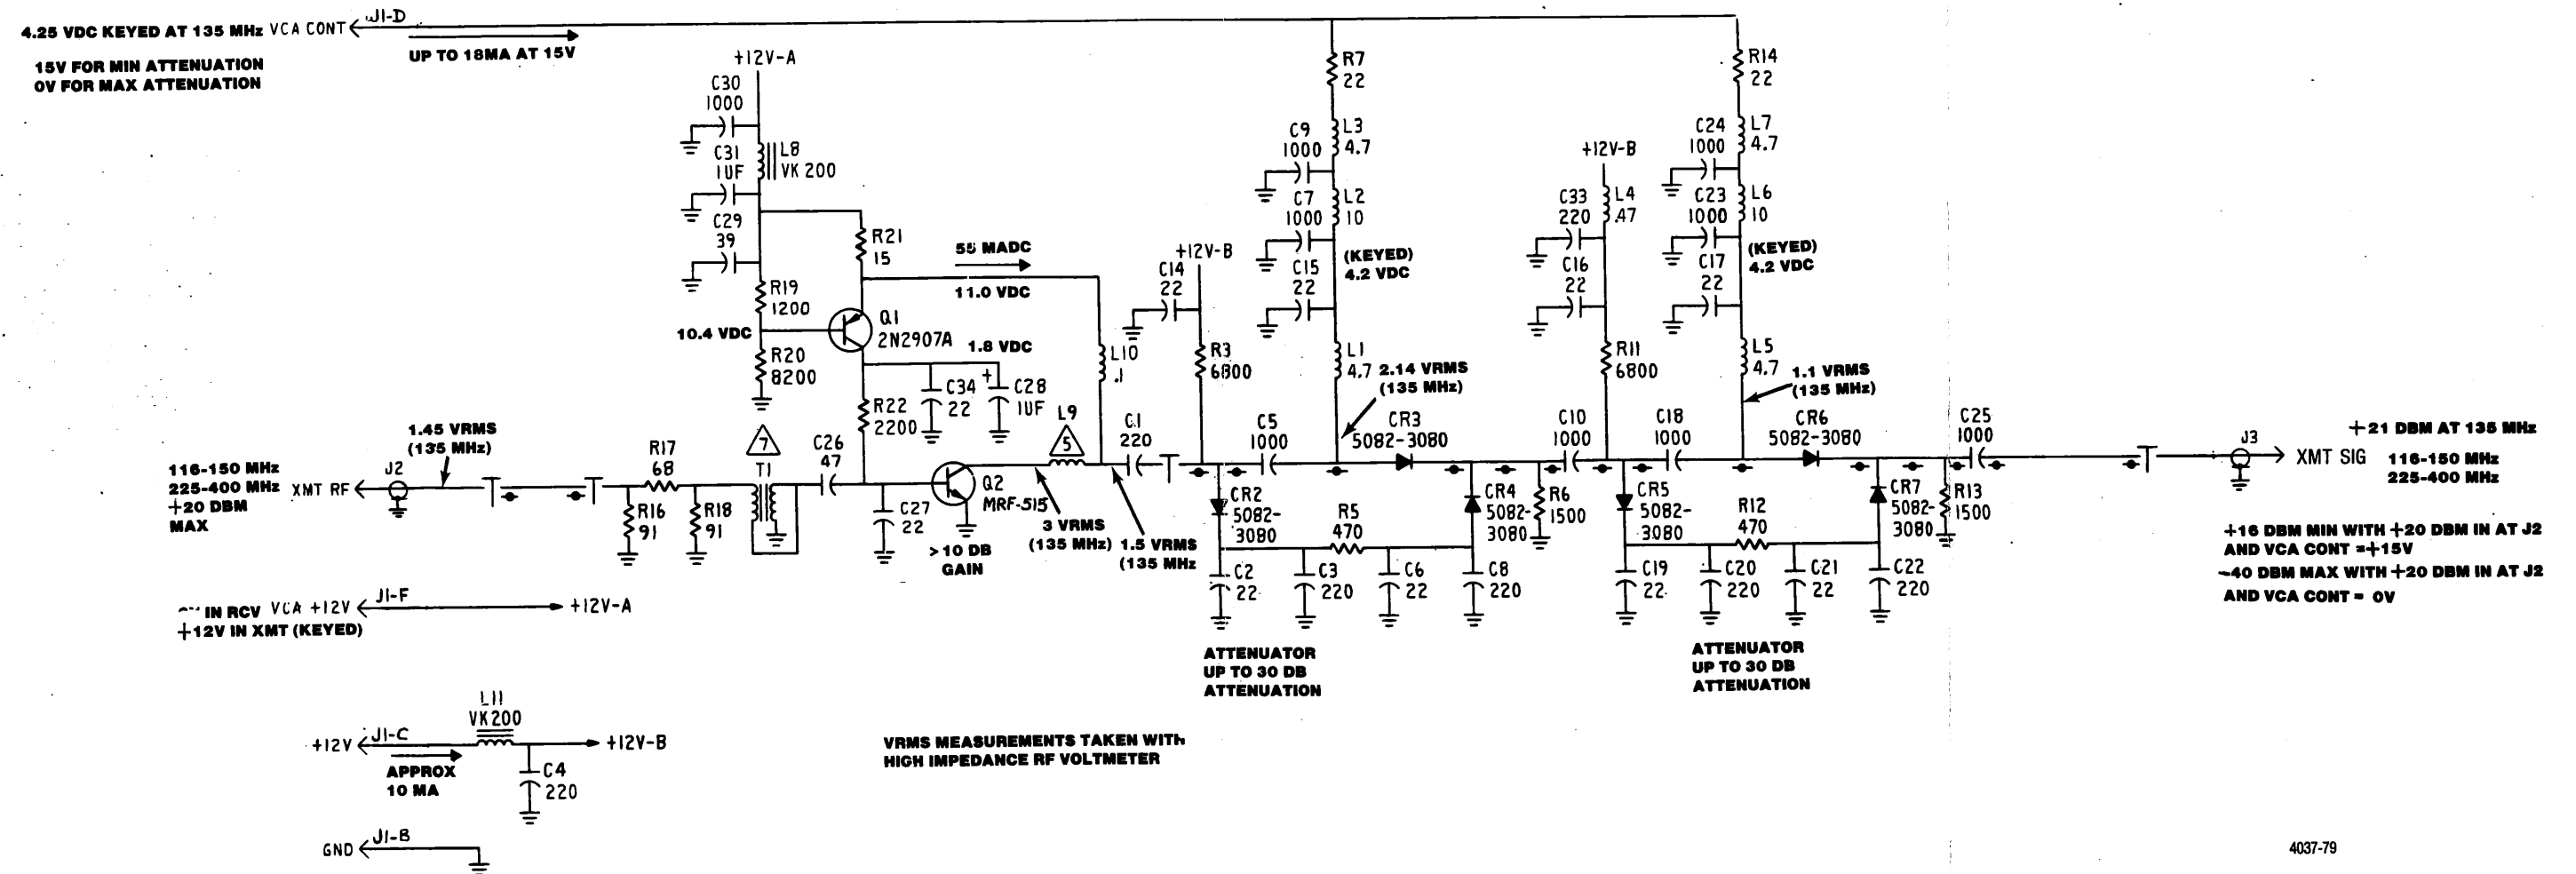 J1-D
4.25 VDC KEYED AT 135 MHz VCA CONT
UP TO 18MA AT 15V
15V FOR MIN ATTENUATION
0V FOR MAX ATTENUATION
+12V-A
C30
1000
C31
1UF
L8
VK 200
C29
39
R21
15
R19
1200
55 MADC
11.0 VDC
10.4 VDC
Q1
2N2907A
R20
8200
1.8 VDC
C34
22
+
C28
1UF
R22
2200
L10
.1
L9
5
C1
220
+12V-B
C14
22
R3
6800
R7
22
C9
1000
L3
4.7
C7
1000
L2
10
(KEYED)
4.2 VDC
C15
22
L1
4.7
2.14 VRMS
(135 MHz)
C5
1000
CR3
5082-3080
+12V-B
C33
220
L4
.47
C16
22
R11
6800
R14
22
C24
1000
L7
4.7
C23
1000
L6
10
(KEYED)
4.2 VDC
C17
22
L5
4.7
1.1 VRMS
(135 MHz)
C10
1000
C18
1000
CR6
5082-3080
C25
1000
+21 DBM AT 135 MHz
J3
XMT SIG
116-150 MHz
225-400 MHz
1.45 VRMS
(135 MHz)
116-150 MHz
225-400 MHz
+20 DBM
MAX
XMT RF
J2
R17
68
R16
91
R18
91
7
T1
C26
47
C27
22
Q2
MRF-515
> 10 DB
GAIN
3 VRMS
(135 MHz)
1.5 VRMS
(135 MHz
CR2
5082-
3080
R5
470
CR4
5082-
3080
R6
1500
C2
22
C3
220
C6
22
C8
220
CR5
5082-
3080
R12
470
CR7
5082-
3080
R13
1500
C19
22
C20
220
C21
22
C22
220
+16 DBM MIN WITH +20 DBM IN AT J2
AND VCA CONT =+15V
-40 DBM MAX WITH +20 DBM IN AT J2
AND VCA CONT = 0V
IN RCV VCA +12V
J1-F
+12V-A
+12V IN XMT (KEYED)
ATTENUATOR
UP TO 30 DB
ATTENUATION
ATTENUATOR
UP TO 30 DB
ATTENUATION
L11
VK200
+12V
J1-C
+12V-B
APPROX
10 MA
C4
220
VRMS MEASUREMENTS TAKEN WITH
HIGH IMPEDANCE RF VOLTMETER
GND
J1-B
4037-79